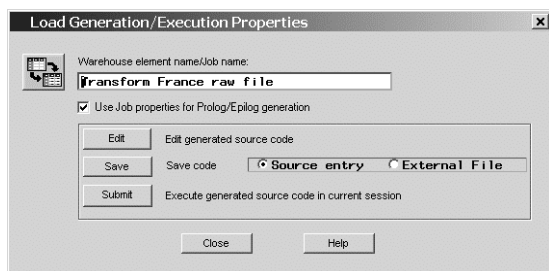 Load Generation/Execution Properties
Warehouse element name/Job name:
Transform France raw file
Use Job properties for Prolog/Epilog generation
Edit Edit generated source code
Save Save code Source entry External File
Submit Execute generated source code in current session
Close Help